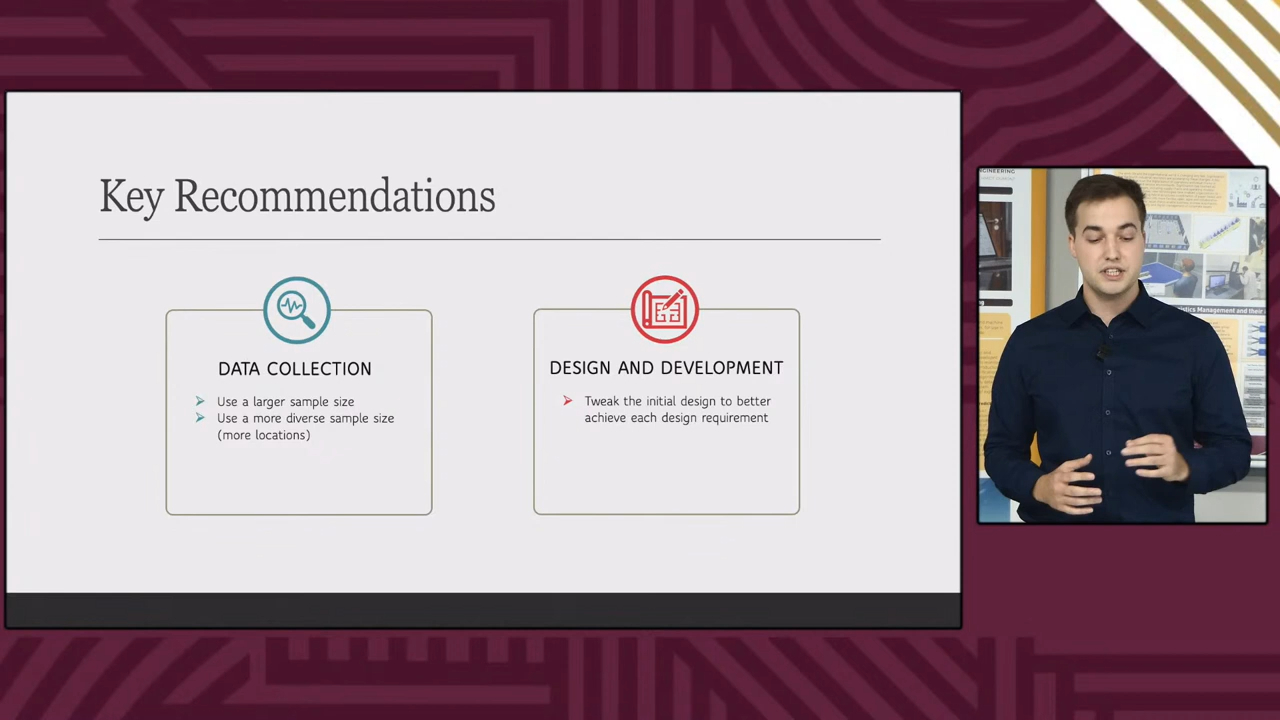 Key Recommendations
DATA COLLECTION
Use a larger sample size
Use a more diverse sample size
(more locations)
DESIGN AND DEVELOPMENT
Tweak the initial design to better
achieve each design requirement